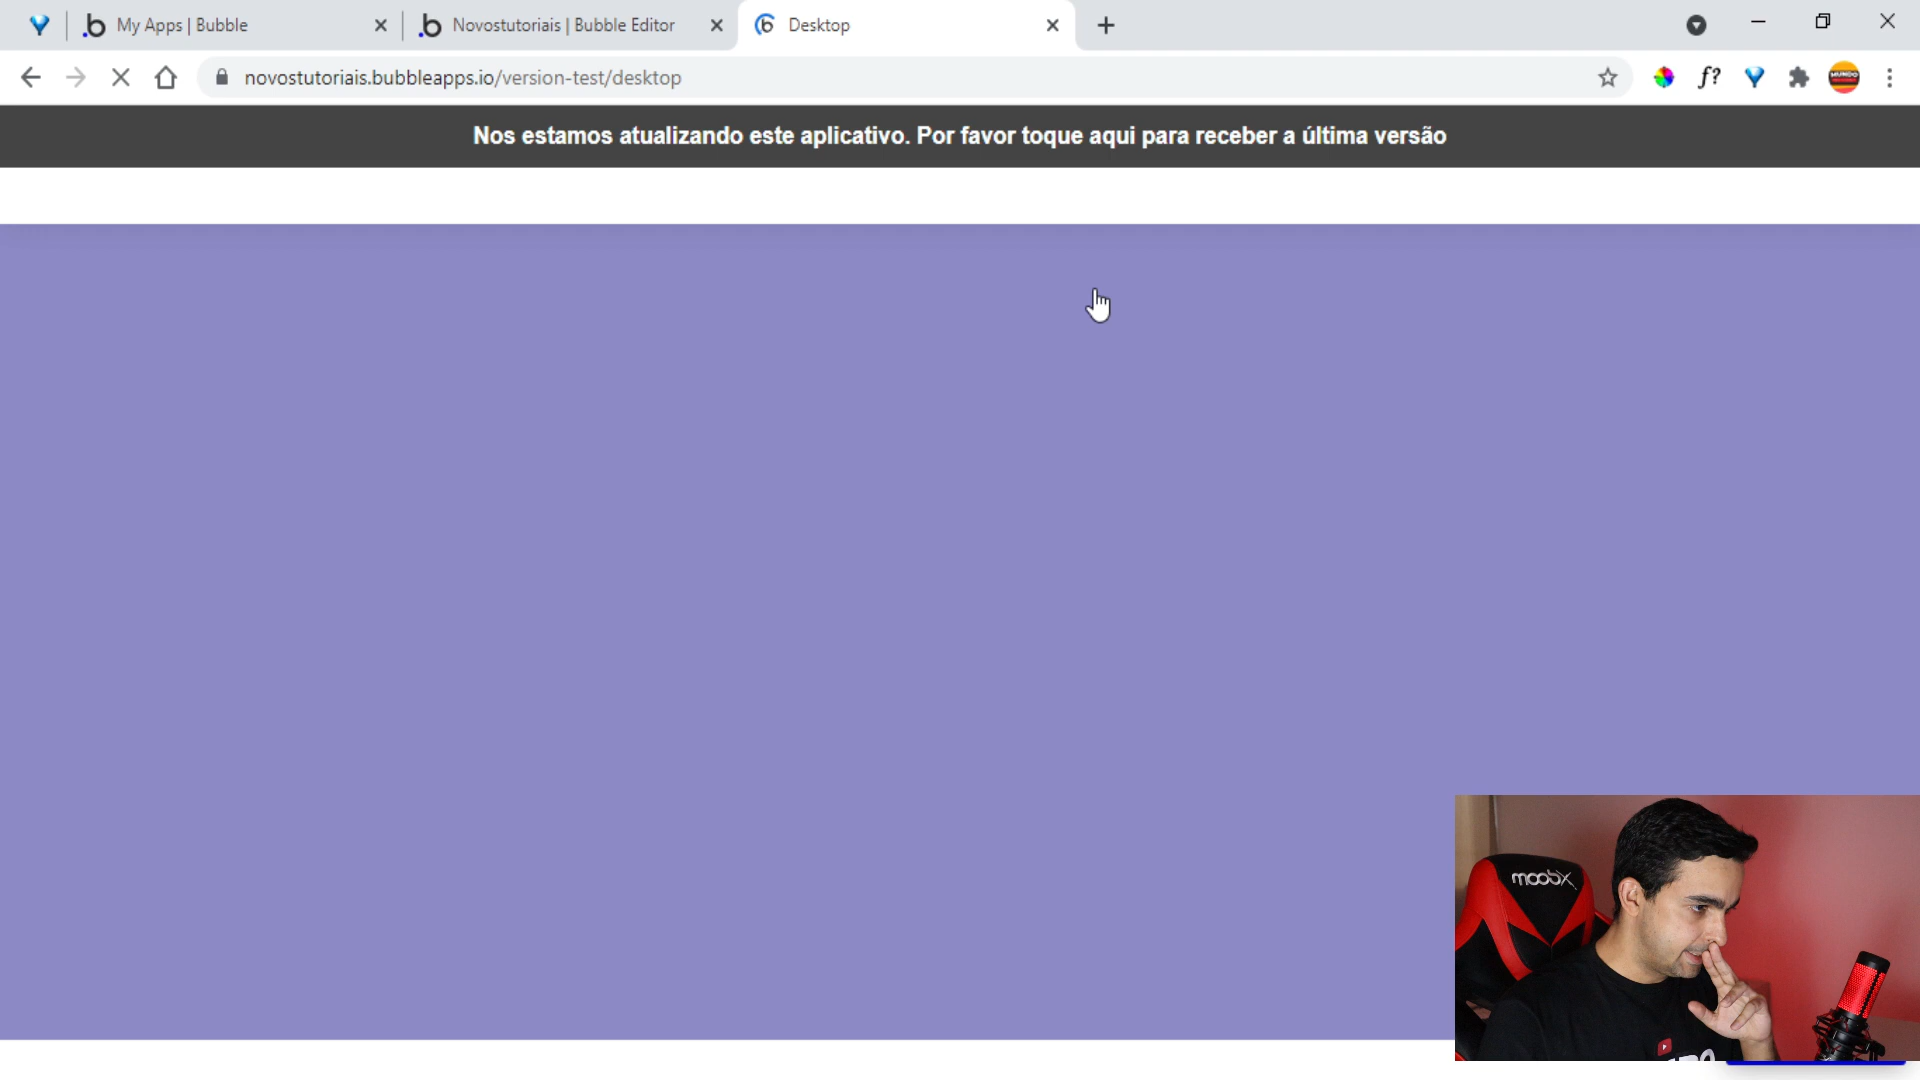 My Apps | Bubble
Novostutoriais | Bubble Editor
Desktop
novostutoriais.bubbleapps.io/version-test/desktop
f?
MUNDO
Nos estamos atualizando este aplicativo. Por favor toque aqui para receber a última versão
moobX